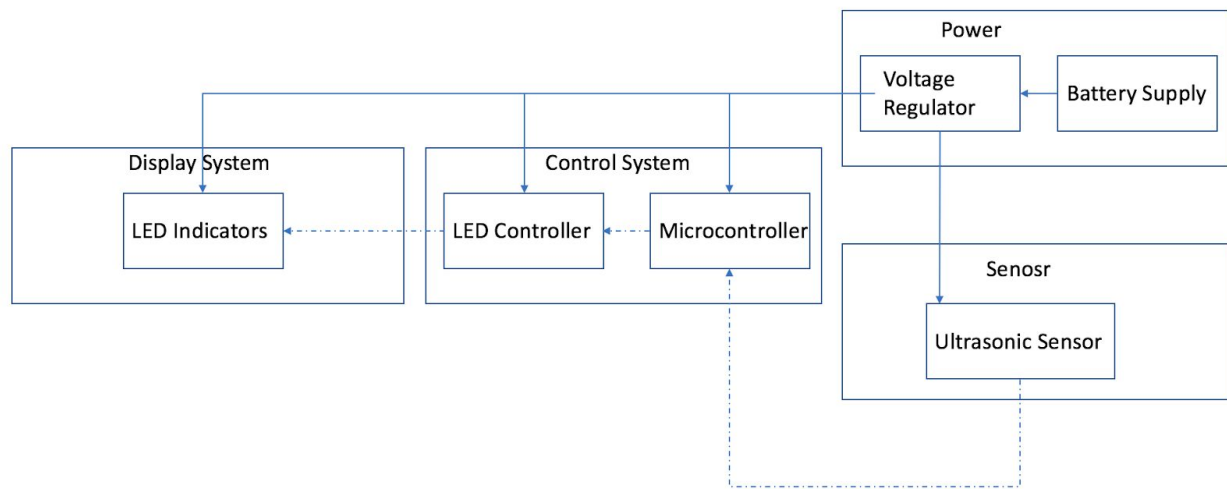 Power
Voltage
Regulator
Battery Supply
Display System
Control System
LED Indicators
LED Controller
Microcontroller
Senosr
Ultrasonic Sensor